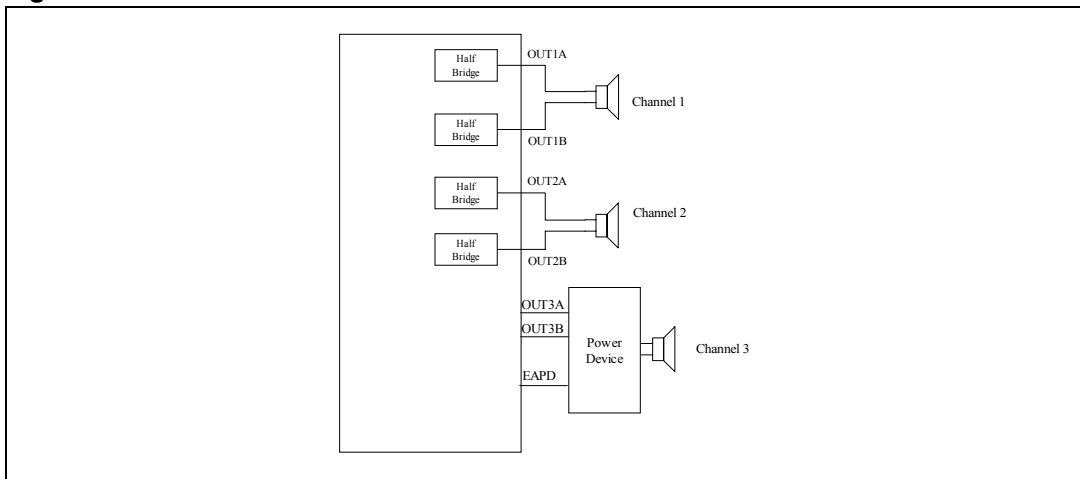 Half
Bridge
OUT1A
Channel 1
Half
Bridge
OUT1B
Half
Bridge
OUT2A
Channel 2
Half
Bridge
OUT2B
OUT3A
OUT3B
Power
Device
Channel 3
EAPD